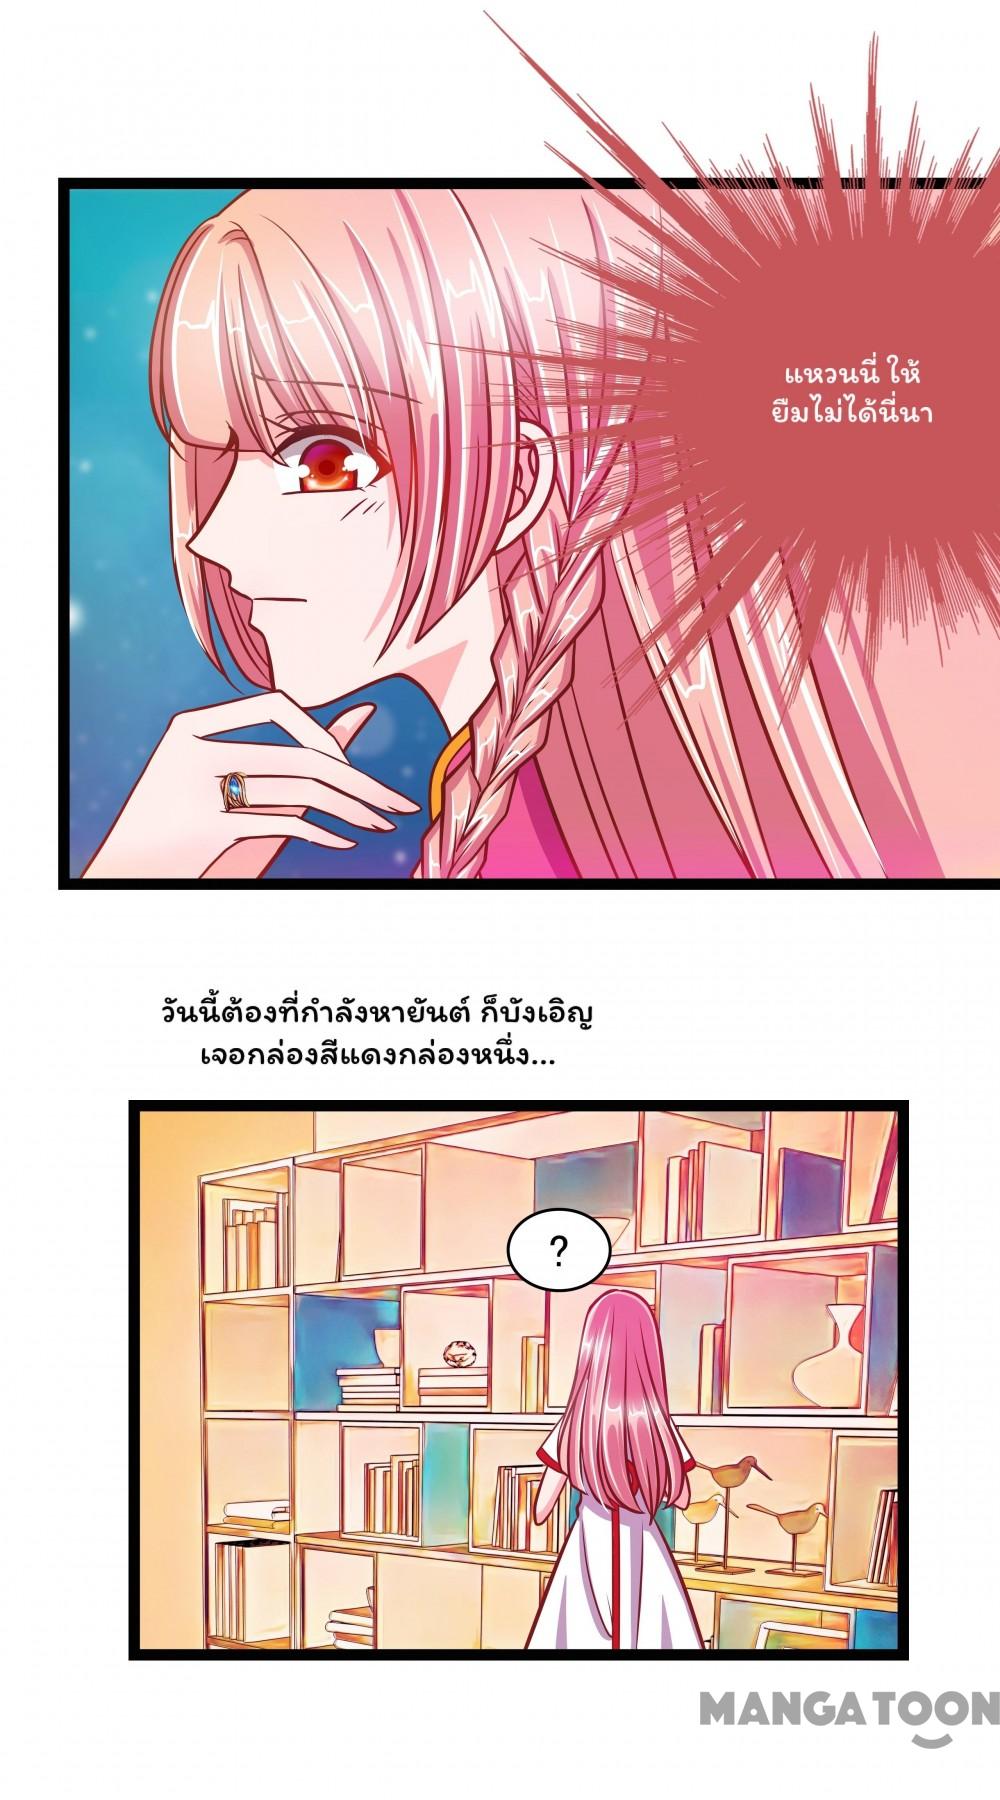 แหวนนี่ ให้
ยืมไม่ได้นี่นา
วันนี้ต้องที่กำลังหายันต์ ก็บังเอิญ
เจอกล่องสีแดงกล่องหนึ่ง...
?
MANGATOON